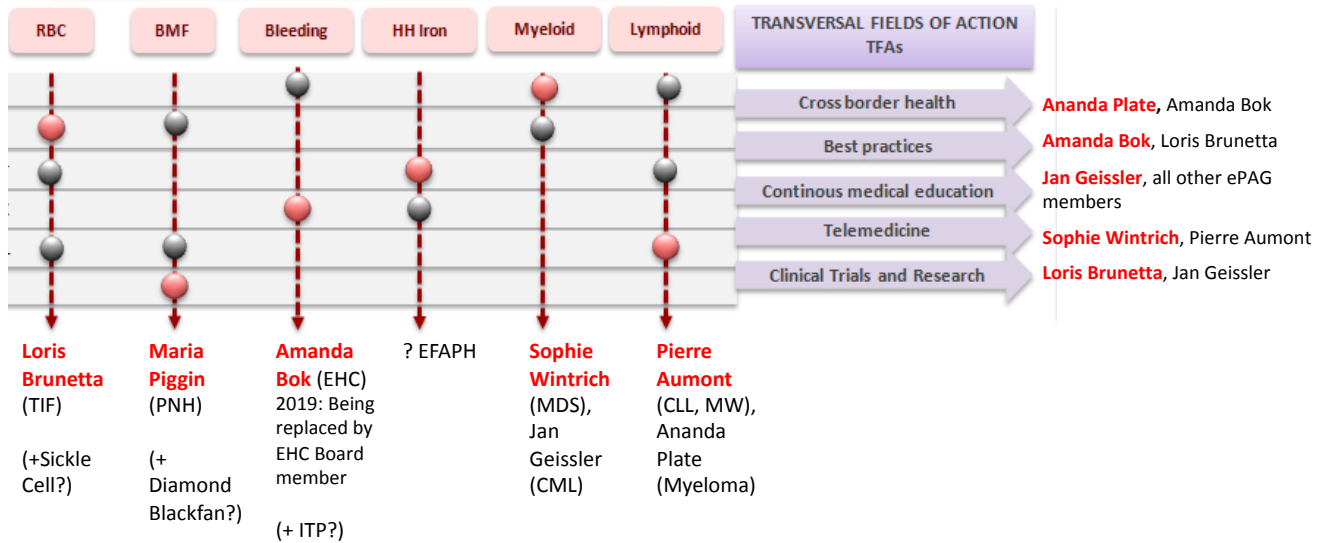 RBC
BMF
Bleeding
HH Iron
Myeloid
Lymphoid
TRANSVERSAL FIELDS OF ACTION
TFAs
Cross border health
Best practices
Continous medical education
Telemedicine
Clinical Trials and Research
Ananda Plate, Amanda Bok
Amanda Bok, Loris Brunetta
Jan Geissler, all other ePAG
members
Sophie Wintrich, Pierre Aumont
Loris Brunetta, Jan Geissler
Loris
Brunetta
(TIF)
(+Sickle
Cell?)
Maria
Piggin
(PNH)
(+
Diamond
Blackfan?)
Amanda
Bok (EHC)
2019: Being
replaced by
EHC Board
member
(+ ITP?)
? EFAPH
Sophie
Wintrich
(MDS),
Jan
Geissler
(CML)
Pierre
Aumont
(CLL, MW),
Ananda
Plate
(Myeloma)